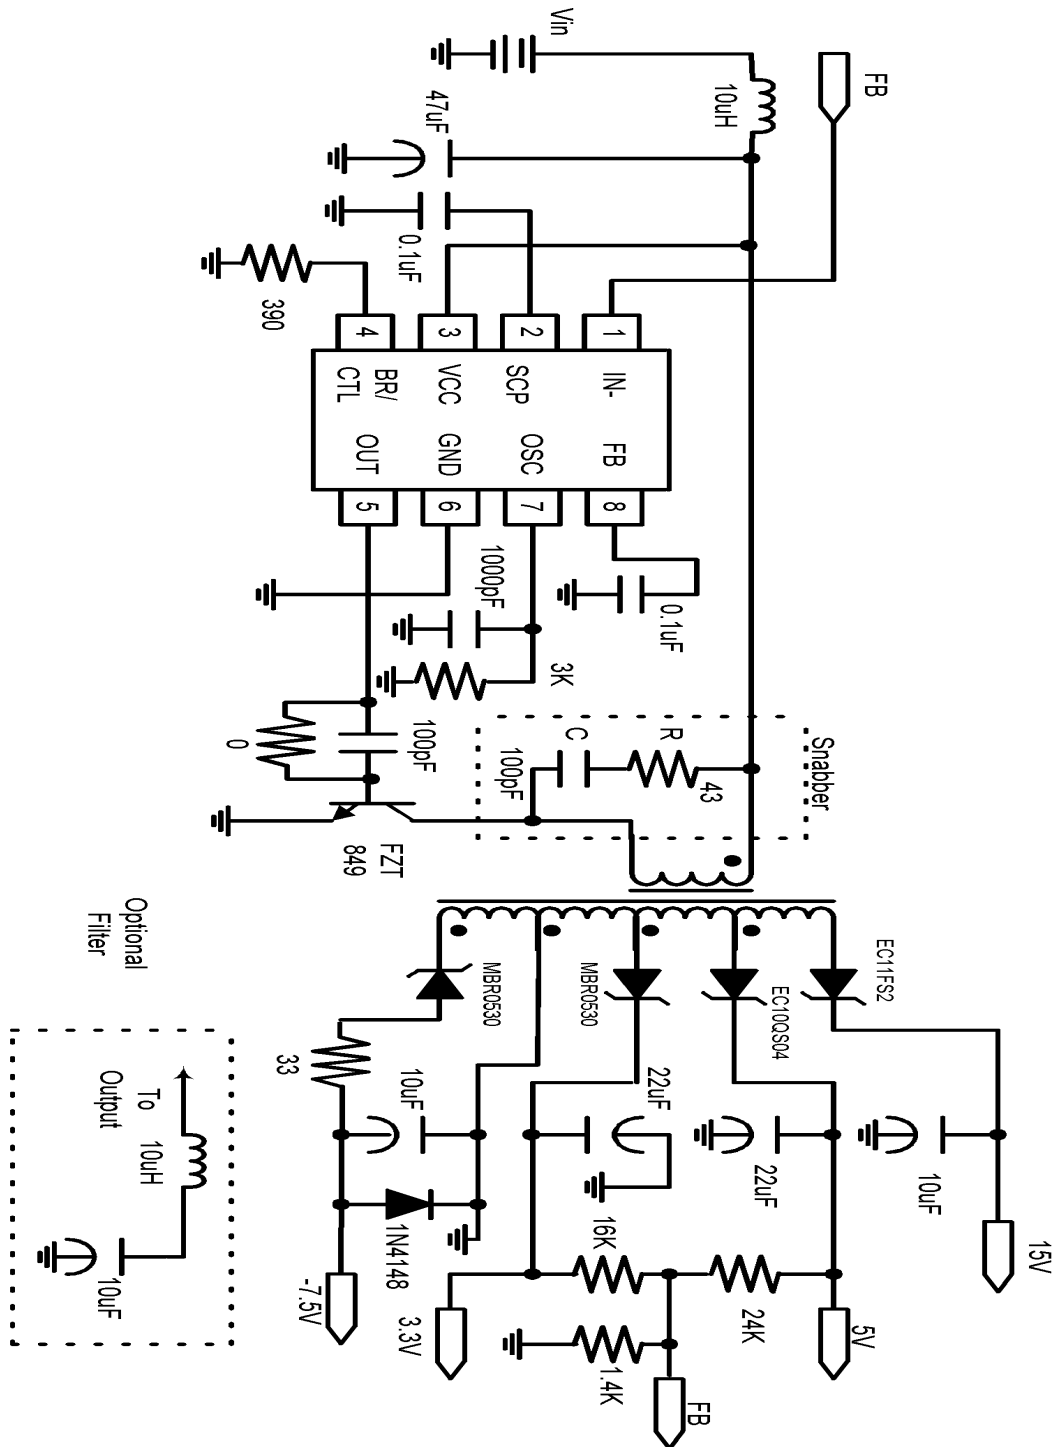 Vin
FB
10uH
47uF
0.1uF
390
4
3
2
1
BR/
CTL
VCC
SCP
IN-
OUT
GND
OSC
FB
5
6
7
8
1000pF
0.1uF
3K
0
100pF
100pF
C
R
43
Snabber
FZT
849
Optional
Filter
MBR0530
MBR0530
EC10QS04
EC11FS2
33
10uF
22uF
22uF
10uF
To
Output
10uH
10uF
1N4148
16K
24K
1.4K
-7.5V
3.3V
5V
15V
FB